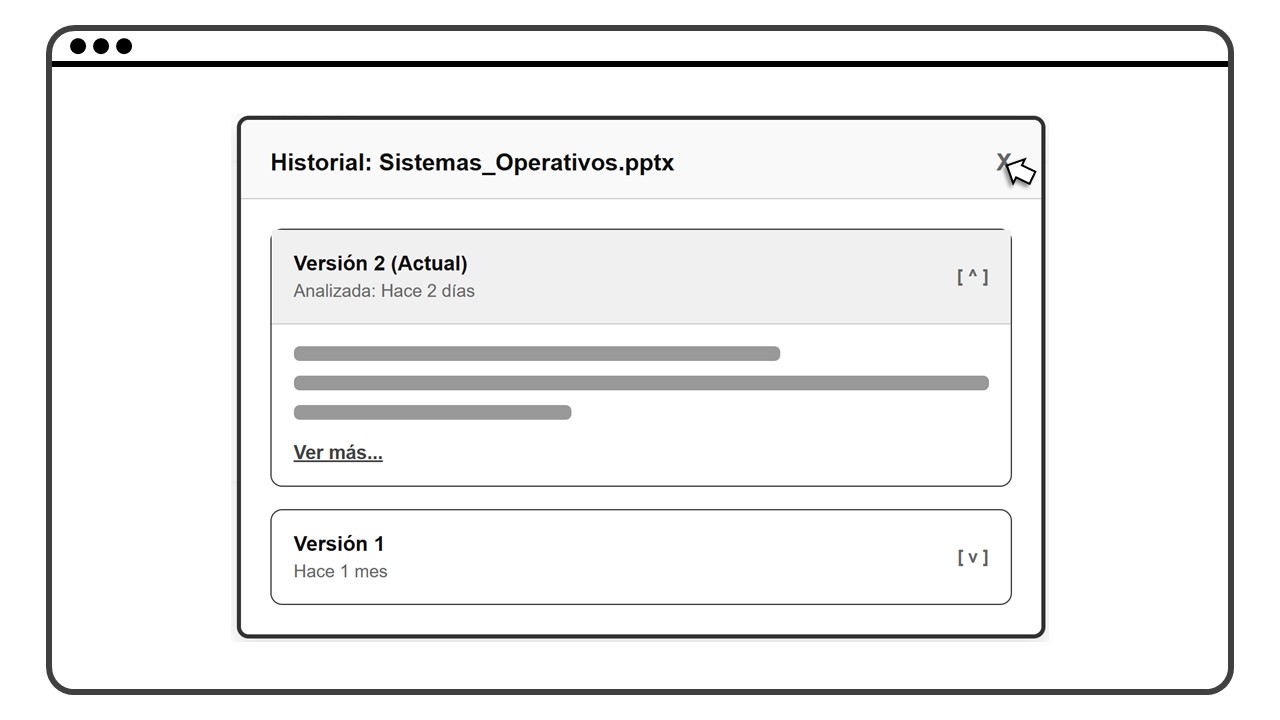 Historial: Sistemas_Operativos.pptx
X
Versión 2 (Actual)
[ ^ ]
Analizada: Hace 2 días
Ver más...
Versión 1
[ v ]
Hace 1 mes